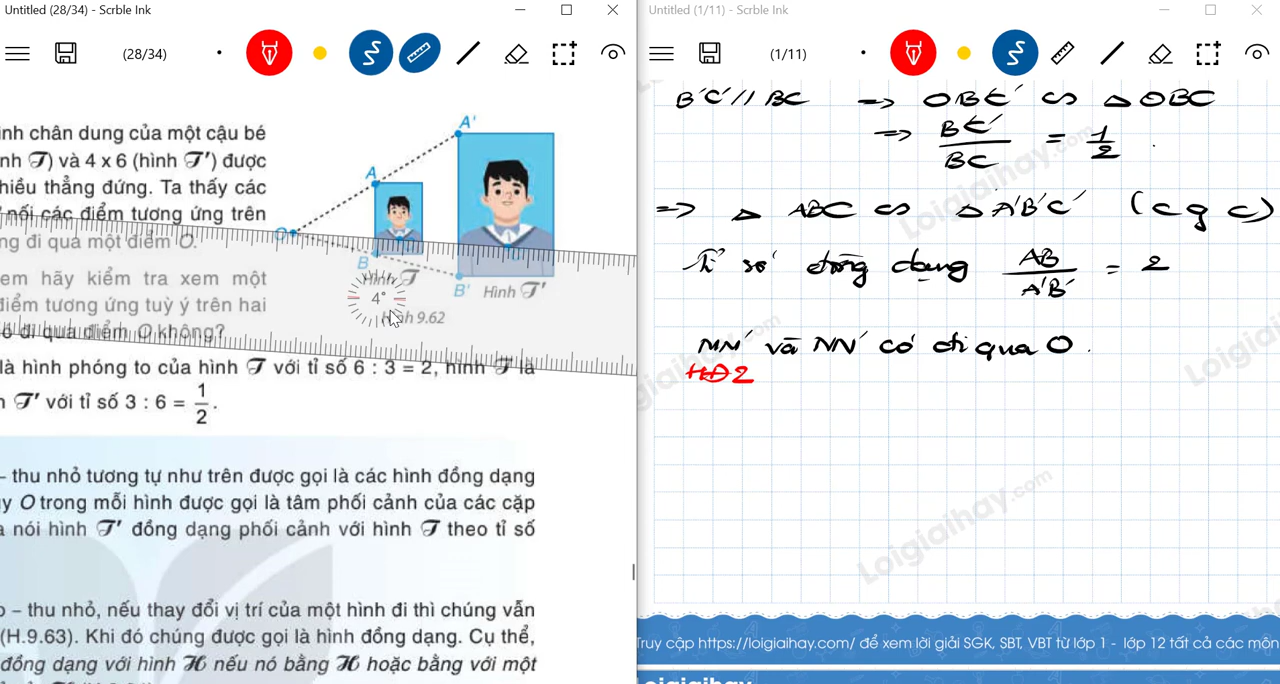 Untitled (28/34) - Scrble Ink
(28/34)
ình chân dung của một cậu bé
nh 𝒯) và 4 x 6 (hình 𝒯') được
hiều thẳng đứng. Ta thấy các
nối các điểm tương ứng trên
ng đi qua một điểm O.
em hãy kiểm tra xem một
điểm tương ứng tuỳ ý trên hai
ó đi qua điểm O không?
A'
A
O
B
B'
Hình 𝒯
Hình 𝒯'
4°
Hình 9.62
là hình phóng to của hình 𝒯 với tỉ số 6 : 3 = 2, hình 𝒯 là
n 𝒯' với tỉ số 3 : 6 = 1/2.
- thu nhỏ tương tự như trên được gọi là các hình đồng dạng
y O trong mỗi hình được gọi là tâm phối cảnh của các cặp
a nói hình 𝒯' đồng dạng phối cảnh với hình 𝒯 theo tỉ số
o – thu nhỏ, nếu thay đổi vị trí của một hình đi thì chúng vẫn
(H.9.63). Khi đó chúng được gọi là hình đồng dạng. Cụ thể,
đồng dạng với hình ℋ nếu nó bằng ℋ hoặc bằng với một
Untitled (1/11) - Scrble Ink
(1/11)
B'C' // BC => OB'C' ∽ △ OBC
=> B'C'/BC = 1/2.
=> △ ABC ∽ △ A'B'C' (c g c)
Tỉ số đồng dạng AB/A'B' = 2
MM' và NN' có đi qua O.
HĐ2
Loigiaihay.com
Loigiaihay.com
Truy cập https://loigiaihay.com/ để xem lời giải SGK, SBT, VBT từ lớp 1 - lớp 12 tất cả các môn
Loigiaihay